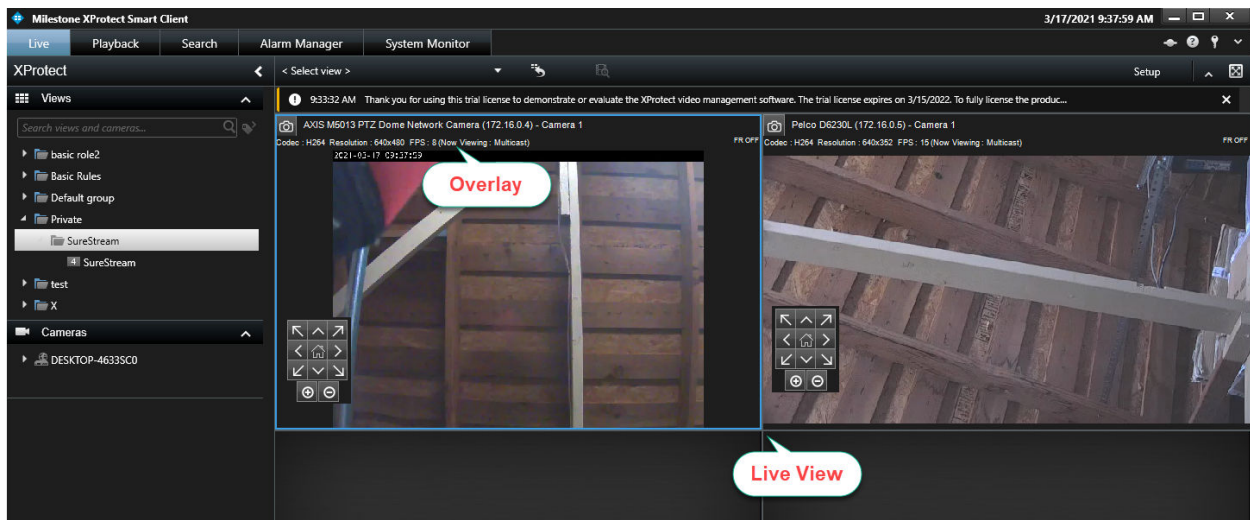 Milestone XProtect Smart Client
3/17/2021 9:37:59 AM
Live Playback Search Alarm Manager System Monitor
XProtect
< Select view >
Setup
Views
9:33:32 AM Thank you for using this trial license to demonstrate or evaluate the XProtect video management software. The trial license expires on 3/15/2022. To fully license the produc...
Search views and cameras...
basic role2
Basic Rules
Default group
Private
SureStream
4 SureStream
test
X
Cameras
DESKTOP-4633SC0
AXIS M5013 PTZ Dome Network Camera (172.16.0.4) - Camera 1
Codec : H264 Resolution : 640x480 FPS : 8 (Now Viewing : Multicast)
FR OFF
2021-03-17 09:37:59
Overlay
Pelco D6230L (172.16.0.5) - Camera 1
Codec : H264 Resolution : 640x352 FPS : 15 (Now Viewing : Multicast)
FR OFF
Live View